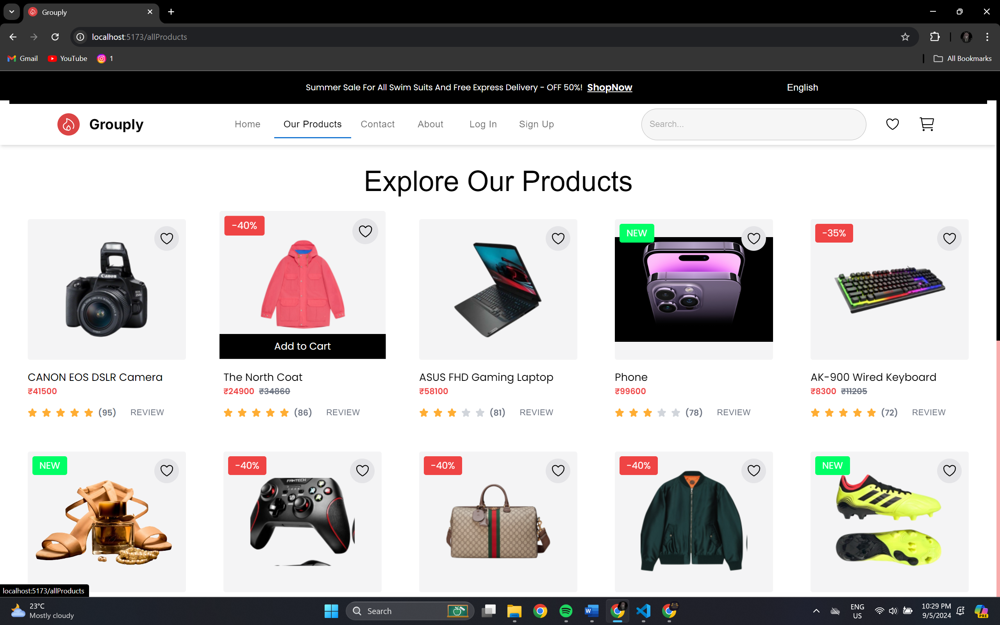 Grouply
localhost:5173/allProducts
Gmail YouTube 1 All Bookmarks
Summer Sale For All Swim Suits And Free Express Delivery - OFF 50%! ShopNow English
Grouply Home Our Products Contact About Log In Sign Up Search...
Explore Our Products
-40% NEW -35%
Canon
EOS
250D
Add to Cart
CANON EOS DSLR Camera The North Coat ASUS FHD Gaming Laptop Phone AK-900 Wired Keyboard
₹41500 ₹24900 ₹34860 ₹58100 ₹99600 ₹8300 ₹11205
(95) REVIEW (86) REVIEW (81) REVIEW (78) REVIEW (72) REVIEW
NEW -40% -40% -40% NEW
FANTECH
localhost:5173/allProducts
23°C
Mostly cloudy
Search
ENG
US
10:29 PM
9/5/2024
PRE